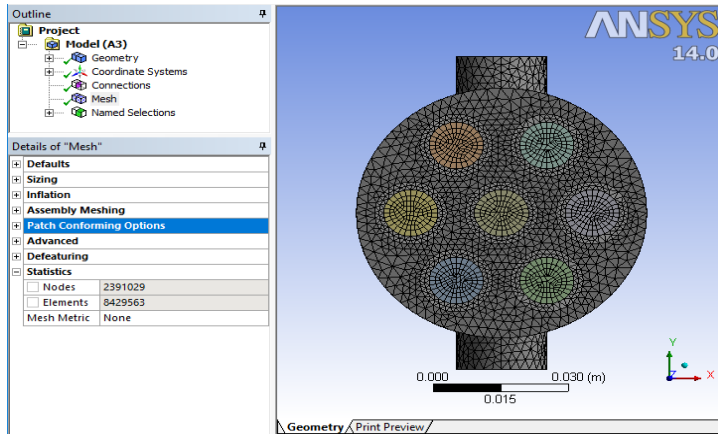 Outline
Project
Model (A3)
Geometry
Coordinate Systems
Connections
Mesh
Named Selections
Details of "Mesh"
Defaults
Sizing
Inflation
Assembly Meshing
Patch Conforming Options
Advanced
Defeaturing
Statistics
Nodes 2391029
Elements 8429563
Mesh Metric None
ANSYS
14.0
0.000 0.030 (m)
0.015
Y
X
Z
Geometry Print Preview